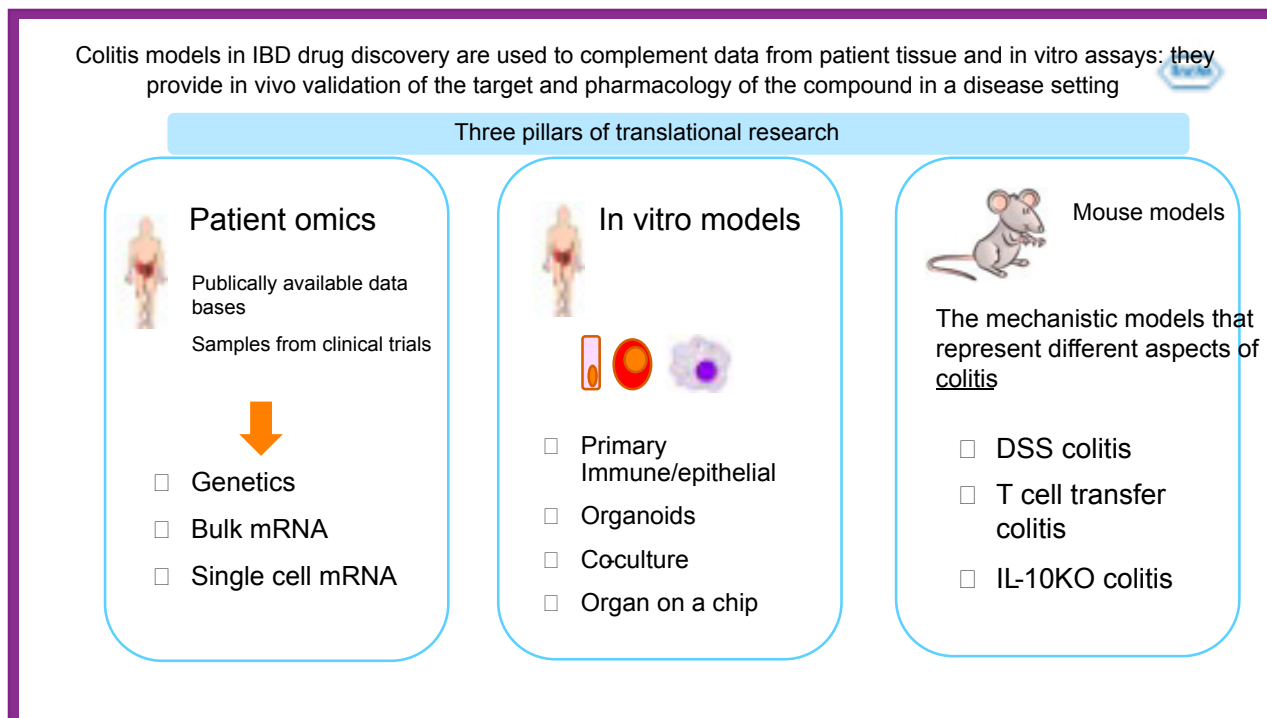 Colitis models in IBD drug discovery are used to complement data from patient tissue and in vitro assays: they
provide in vivo validation of the target and pharmacology of the compound in a disease setting
Three pillars of translational research
Patient omics
Publically available data
bases
Samples from clinical trials
Genetics
Bulk mRNA
Single cell mRNA
In vitro models
Primary
Immune/epithelial
Organoids
Co-culture
Organ on a chip
Mouse models
The mechanistic models that
represent different aspects of
colitis
DSS colitis
T cell transfer
colitis
IL-10KO colitis